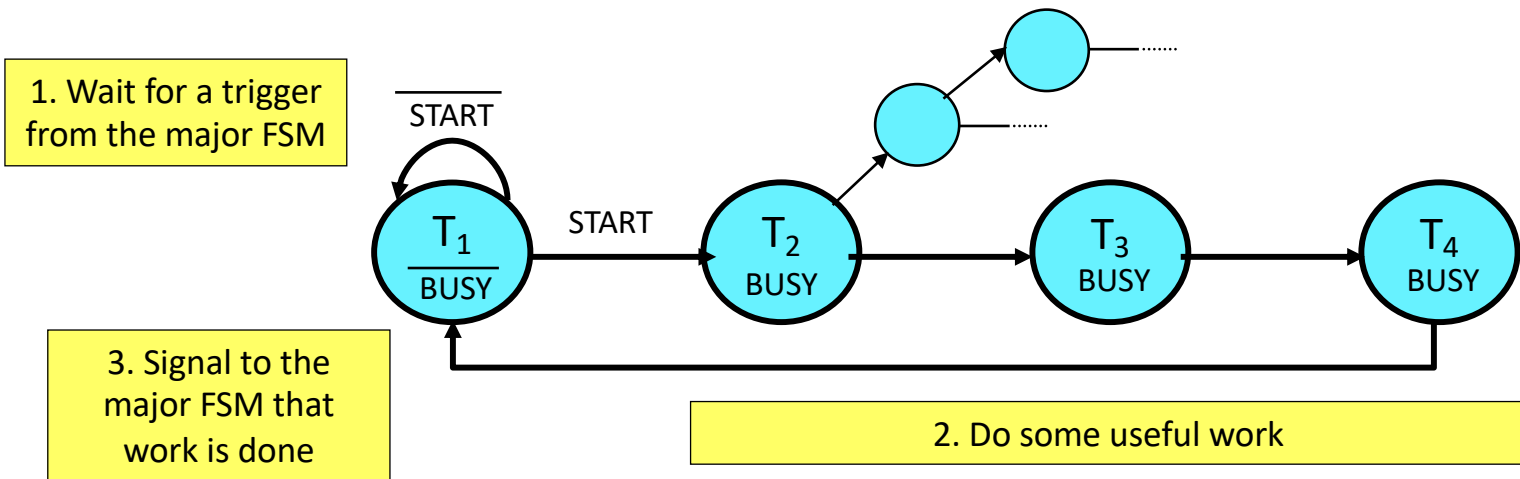 1. Wait for a trigger
from the major FSM
START
START
T₁
BUSY
T₂
BUSY
T₃
BUSY
T₄
BUSY
3. Signal to the
major FSM that
work is done
2. Do some useful work